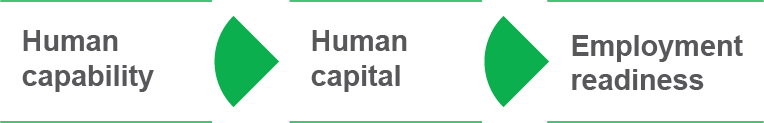 Human
capability
Human
capital
Employment
readiness